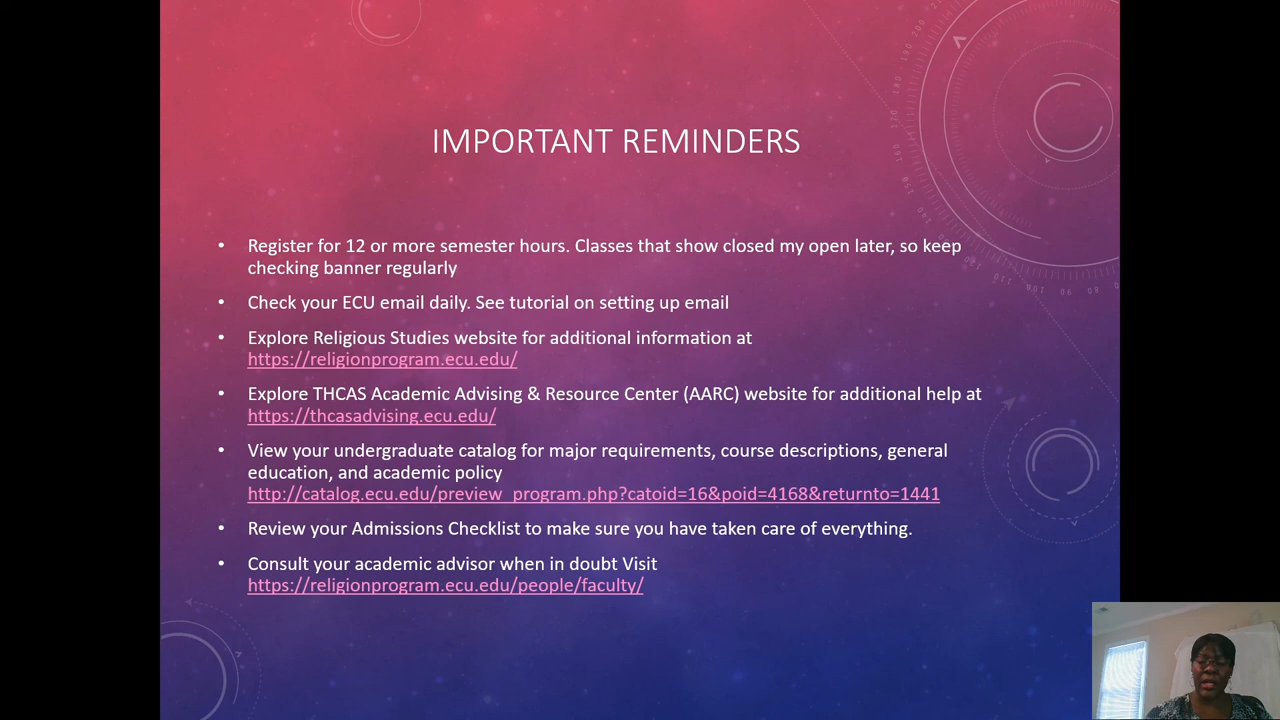 IMPORTANT REMINDERS
• Register for 12 or more semester hours. Classes that show closed my open later, so keep
checking banner regularly
• Check your ECU email daily. See tutorial on setting up email
• Explore Religious Studies website for additional information at
https://religionprogram.ecu.edu/
• Explore THCAS Academic Advising & Resource Center (AARC) website for additional help at
https://thcasadvising.ecu.edu/
• View your undergraduate catalog for major requirements, course descriptions, general
education, and academic policy
http://catalog.ecu.edu/preview_program.php?catoid=16&poid=4168&returnto=1441
• Review your Admissions Checklist to make sure you have taken care of everything.
• Consult your academic advisor when in doubt Visit
https://religionprogram.ecu.edu/people/faculty/